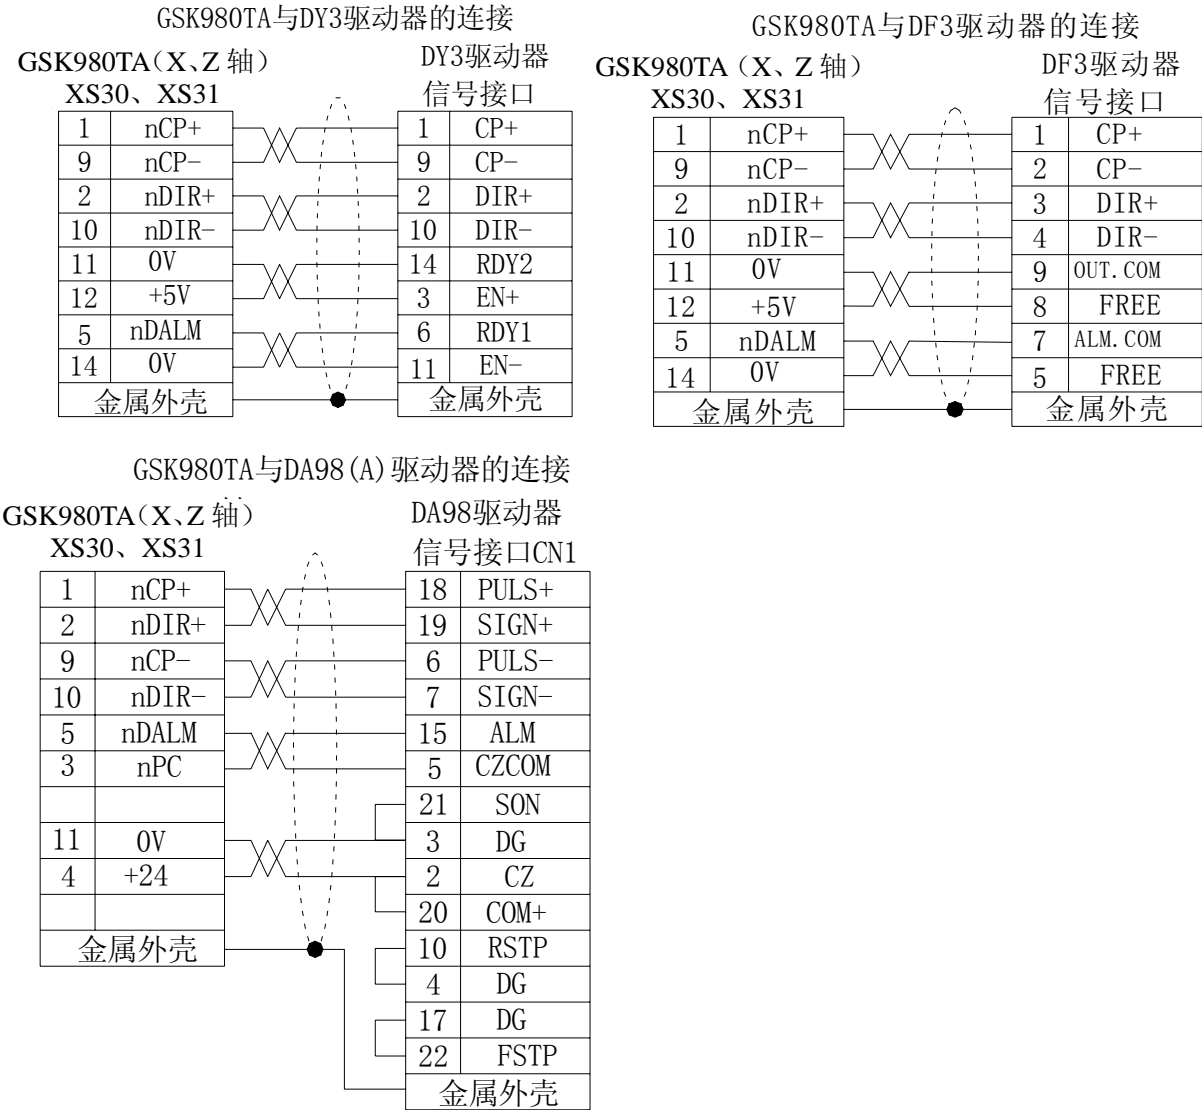 GSK980TA与DY3驱动器的连接
GSK980TA(X、Z 轴) DY3驱动器
XS30、XS31 信号接口
1 nCP+ 1 CP+
9 nCP- 9 CP-
2 nDIR+ 2 DIR+
10 nDIR- 10 DIR-
11 0V 14 RDY2
12 +5V 3 EN+
5 nDALM 6 RDY1
14 0V 11 EN-
金属外壳 金属外壳
GSK980TA与DF3驱动器的连接
GSK980TA (X、Z 轴) DF3驱动器
XS30、XS31 信号接口
1 nCP+ 1 CP+
9 nCP- 2 CP-
2 nDIR+ 3 DIR+
10 nDIR- 4 DIR-
11 0V 9 OUT.COM
12 +5V 8 FREE
5 nDALM 7 ALM.COM
14 0V 5 FREE
金属外壳 金属外壳
GSK980TA与DA98(A)驱动器的连接
GSK980TA(X、Z 轴) DA98驱动器
XS30、XS31 信号接口CN1
1 nCP+ 18 PULS+
2 nDIR+ 19 SIGN+
9 nCP- 6 PULS-
10 nDIR- 7 SIGN-
5 nDALM 15 ALM
3 nPC 5 CZCOM
21 SON
11 0V 3 DG
4 +24 2 CZ
20 COM+
金属外壳 10 RSTP
4 DG
17 DG
22 FSTP
金属外壳